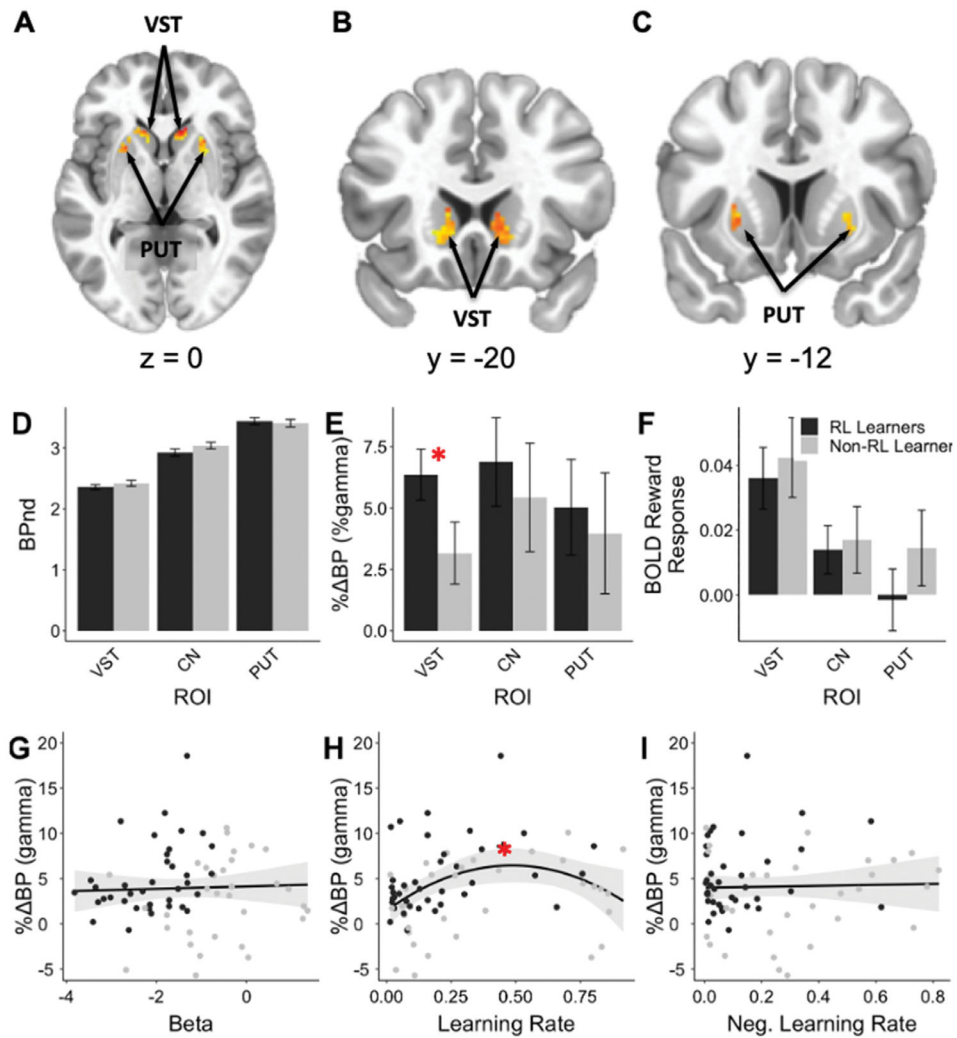 A
VST
PUT
z = 0
B
VST
y = -20
C
PUT
y = -12
D
BPnd
3
2
1
0
VST
CN
PUT
ROI
E
%ΔBP (%gamma)
7.5
5.0
2.5
0.0
*
VST
CN
PUT
ROI
F
BOLD Reward
Response
0.04
0.02
0.00
RL Learners
Non-RL Learner
VST
CN
PUT
ROI
G
%ΔBP (gamma)
20
15
10
5
0
-5
-4
-2
0
Beta
H
%ΔBP (gamma)
20
15
10
5
0
-5
*
0.00
0.25
0.50
0.75
Learning Rate
I
%ΔBP (gamma)
20
15
10
5
0
-5
0.0
0.2
0.4
0.6
0.8
Neg. Learning Rate